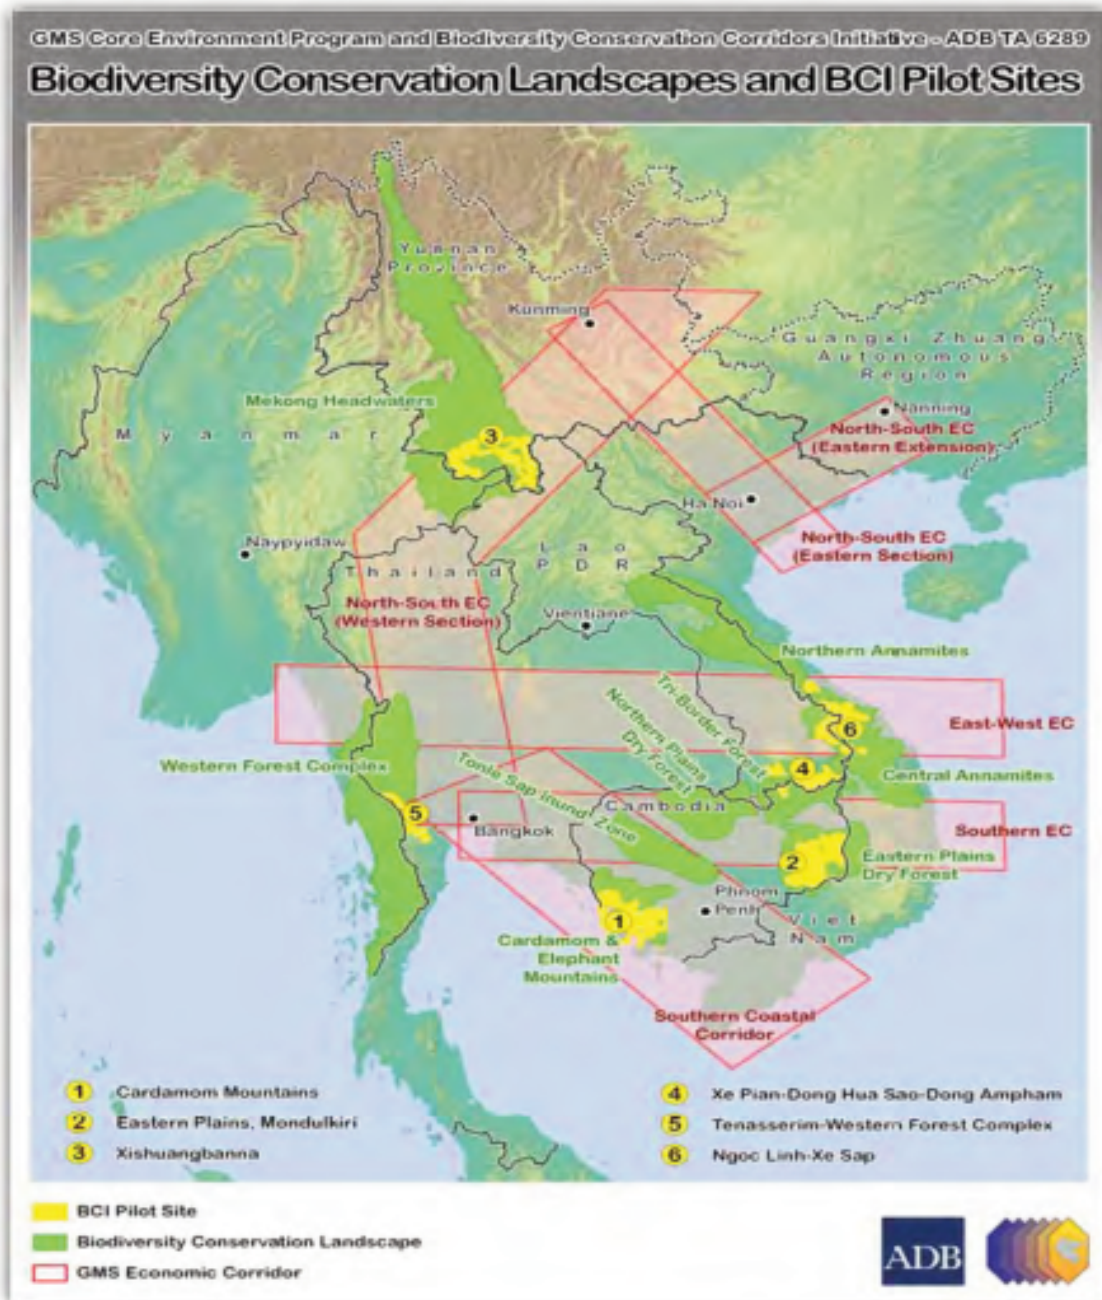 GMS Core Environment Program and Biodiversity Conservation Corridors Initiative - ADB TA 6289
Biodiversity Conservation Landscapes and BCI Pilot Sites
Yunnan
Province
Kunming
Guangxi Zhuang
Autonomous
Region
Mekong Headwaters
Nanning
Myanmar
North-South EC
(Eastern Extension)
3
Ha Noi
North-South EC
(Eastern Section)
Naypyidaw
Lao
PDR
Thailand
North-South EC
(Western Section)
Vientiane
Northern Annamites
Tri-Border Forest
Northern Plains
Dry Forest
East-West EC
6
Western Forest Complex
Tonle Sap Inund' Zone
4
Central Annamites
Cambodia
5
Bangkok
Southern EC
2
Eastern Plains
Dry Forest
Phnom
Penh
1
Viet
Nam
Cardamom &
Elephant
Mountains
Southern Coastal
Corridor
1 Cardamom Mountains
2 Eastern Plains, Mondulkiri
3 Xishuangbanna
4 Xe Pian-Dong Hua Sao-Dong Ampham
5 Tenasserim-Western Forest Complex
6 Ngoc Linh-Xe Sap
BCI Pilot Site
Biodiversity Conservation Landscape
GMS Economic Corridor
ADB